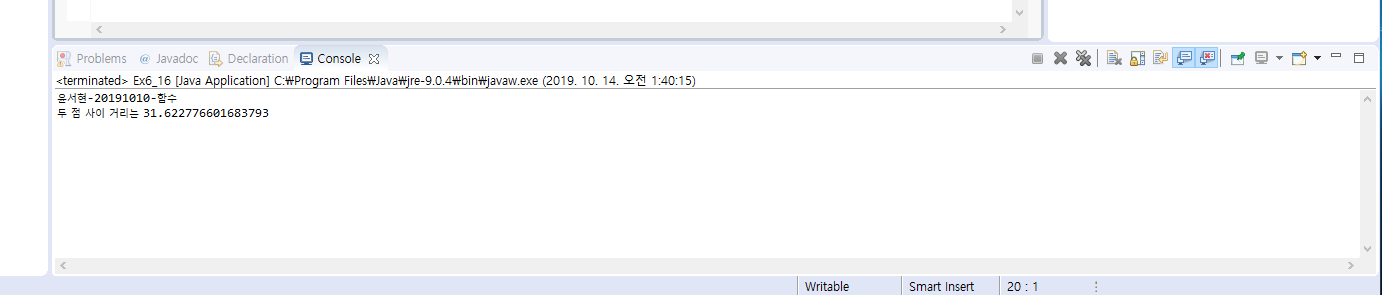 Problems @ Javadoc Declaration Console
<terminated> Ex6_16 [Java Application] C:₩Program Files₩Java₩jre-9.0.4₩bin₩javaw.exe (2019. 10. 14. 오전 1:40:15)
윤서현-20191010-함수
두 점 사이 거리는 31.622776601683793
Writable Smart Insert 20 : 1